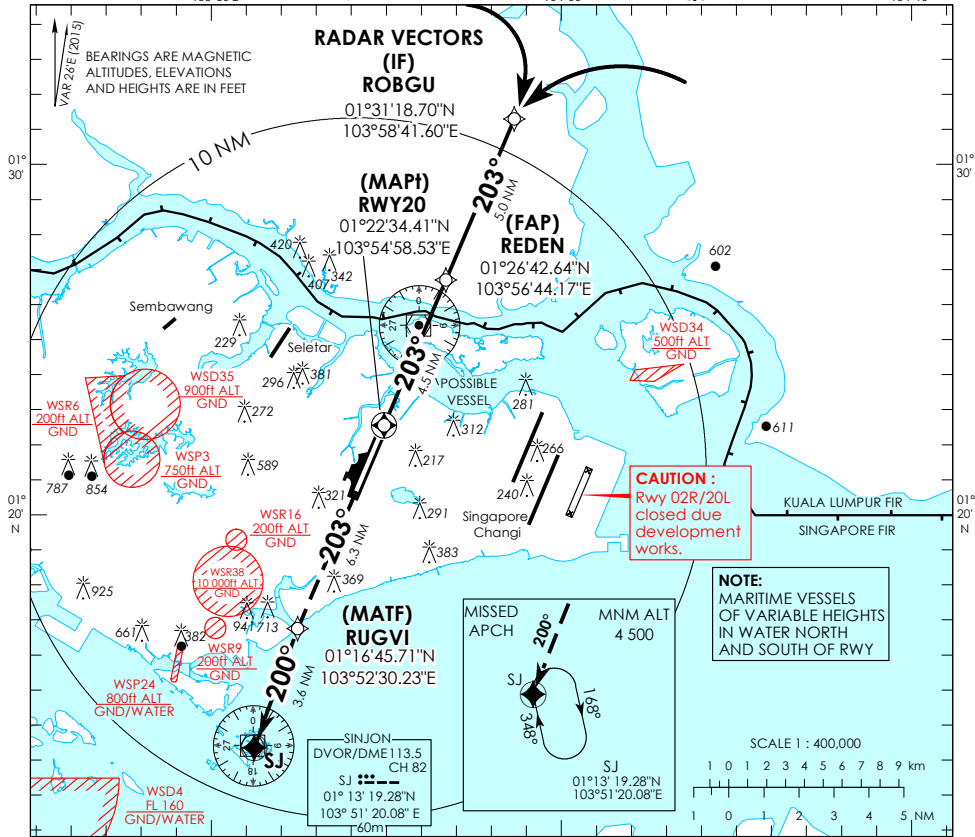 VAR 26'E (2015)
BEARINGS ARE MAGNETIC
ALTITUDES, ELEVATIONS
AND HEIGHTS ARE IN FEET
RADAR VECTORS
(IF)
ROBGU
01°31'18.70"N
103°58'41.60"E
10 NM
01°
30'
01°
30'
203°
5.0 NM
(MAPt)
RWY20
01°22'34.41"N
103°54'58.53"E
(FAP)
REDEN
01°26'42.64"N
103°56'44.17"E
420
407
342
602
Sembawang
229
Seletar
296
381
0
9
27
203°
4.5 NM
POSSIBLE
VESSEL
WSD34
500ft ALT
GND
WSD35
900ft ALT
GND
WSR6
200ft ALT
GND
272
281
312
611
WSP3
750ft ALT
GND
589
217
266
787
854
321
240
291
CAUTION :
Rwy 02R/20L
closed due
development
works.
KUALA LUMPUR FIR
SINGAPORE FIR
01°
20'
N
01°
20'
N
WSR16
200ft ALT
GND
203°
6.3 NM
Singapore
Changi
383
WSR38
10 000ft ALT
GND
369
925
941
713
661
382
WSR9
200ft ALT
GND
WSP24
800ft ALT
GND/WATER
(MATF)
RUGVI
01°16'45.71"N
103°52'30.23"E
200°
3.6 NM
0
9
18
27
SJ
MISSED
APCH
MNM ALT
4 500
200°
SJ
168°
348°
SJ
01°13' 19.28"N
103°51'20.08"E
NOTE:
MARITIME VESSELS
OF VARIABLE HEIGHTS
IN WATER NORTH
AND SOUTH OF RWY
SINJON
DVOR/DME 113.5
CH 82
SJ
01° 13' 19.28"N
103° 51' 20.08" E
60m
WSD4
FL 160
GND/WATER
SCALE 1 : 400,000
1 0 1 2 3 4 5 6 7 8 9 km
1 0 1 2 3 4 5 NM